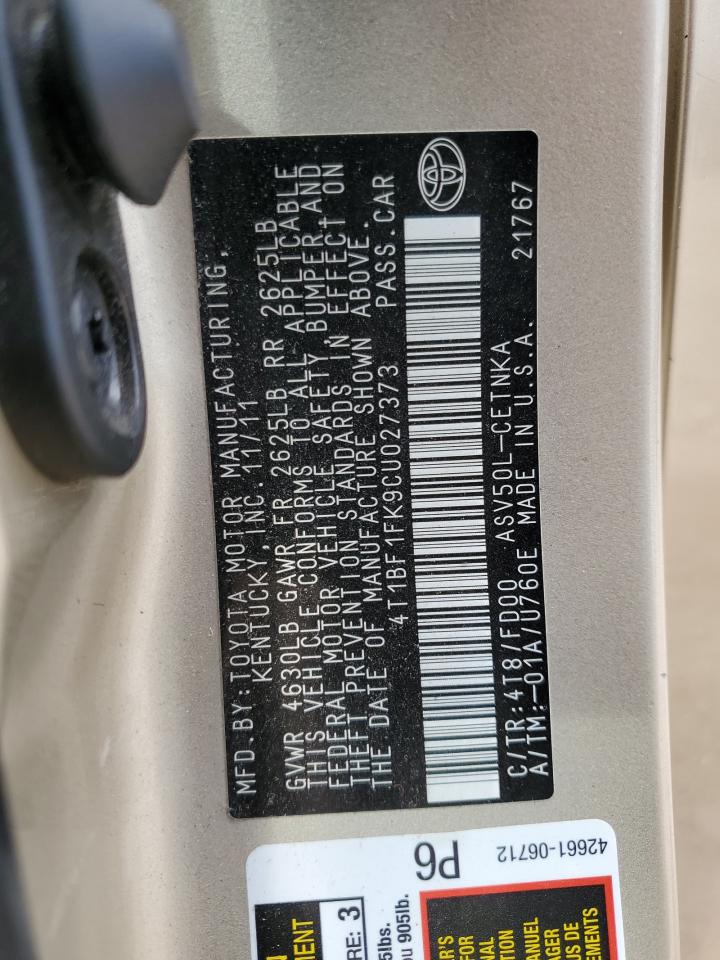 MFD. BY: TOYOTA MOTOR MANUFACTURING,
KENTUCKY, INC. 11/11
GVWR 4630LB GAWR FR 2625LB RR 2625LB
THIS VEHICLE CONFORMS TO ALL APPLICABLE
FEDERAL MOTOR VEHICLE SAFETY, BUMPER, AND
THEFT PREVENTION STANDARDS IN EFFECT ON
THE DATE OF MANUFACTURE SHOWN ABOVE.
4T1BF1FK9CU027373 PASS. CAR
C/TR: 4T8/FD00 ASV50L-CETNKA
A/TM: -01A/U760E MADE IN U.S.A. 21767
42661-06712
P6
905lb.
3
MANUEL